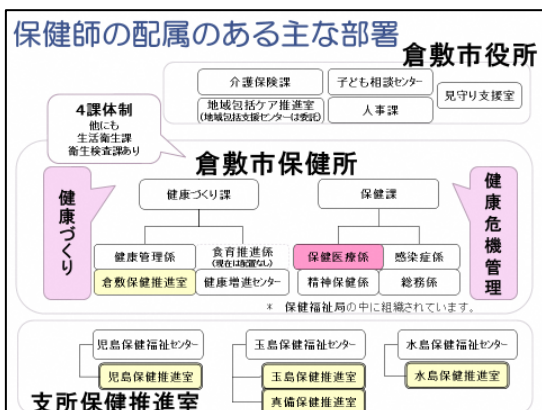 保健師の配属のある主な部署
倉敷市役所
介護保険課
子ども相談センター
見守り支援室
地域包括ケア推進室
(地域包括支援センターは委託)
人事課
4課体制
他にも
生活衛生課
衛生検査課あり
倉敷市保健所
健康づくり
健康づくり課
保健課
健康危機管理
健康管理係
食育推進係
(現在は配置なし)
保健医療係
感染症係
倉敷保健推進室
健康増進センター
精神保健係
総務係
* 保健福祉局の中に組織されています。
児島保健福祉センター
玉島保健福祉センター
水島保健福祉センター
児島保健推進室
玉島保健推進室
水島保健推進室
真備保健推進室
支所保健推進室